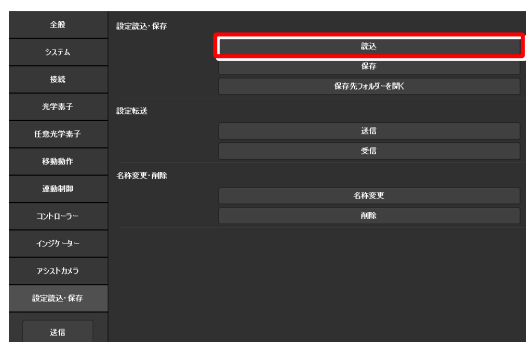 全般
システム
接続
光学素子
任意光学素子
移動動作
連動制御
コントローラー
インジケーター
アシストカメラ
設定読込・保存
送信
設定読込・保存
読込
保存
保存先フォルダーを開く
設定転送
送信
受信
名称変更・削除
名称変更
削除